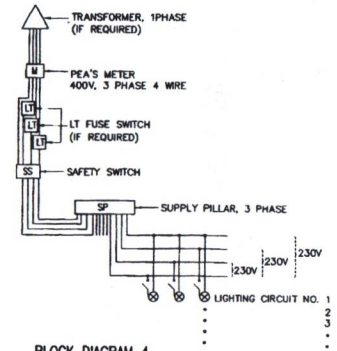 TRANSFORMER, 1PHASE
(IF REQUIRED)
M
PEA'S METER
400V, 3 PHASE 4 WIRE
LT
LT
LT
LT FUSE SWITCH
(IF REQUIRED)
SS
SAFETY SWITCH
SP
SUPPLY PILLAR, 3 PHASE
230V
230V
230V
LIGHTING CIRCUIT NO. 1
2
3
BLOCK DIAGRAM 4